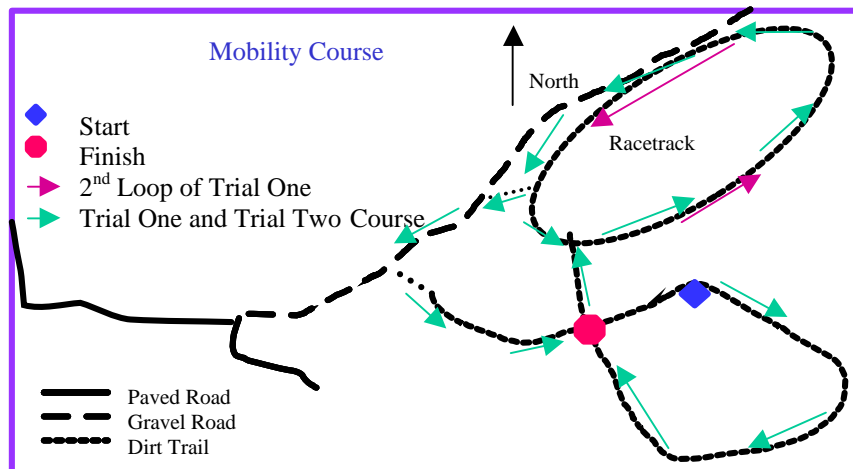 Mobility Course
North
Racetrack
Start
Finish
2nd Loop of Trial One
Trial One and Trial Two Course
Paved Road
Gravel Road
Dirt Trail